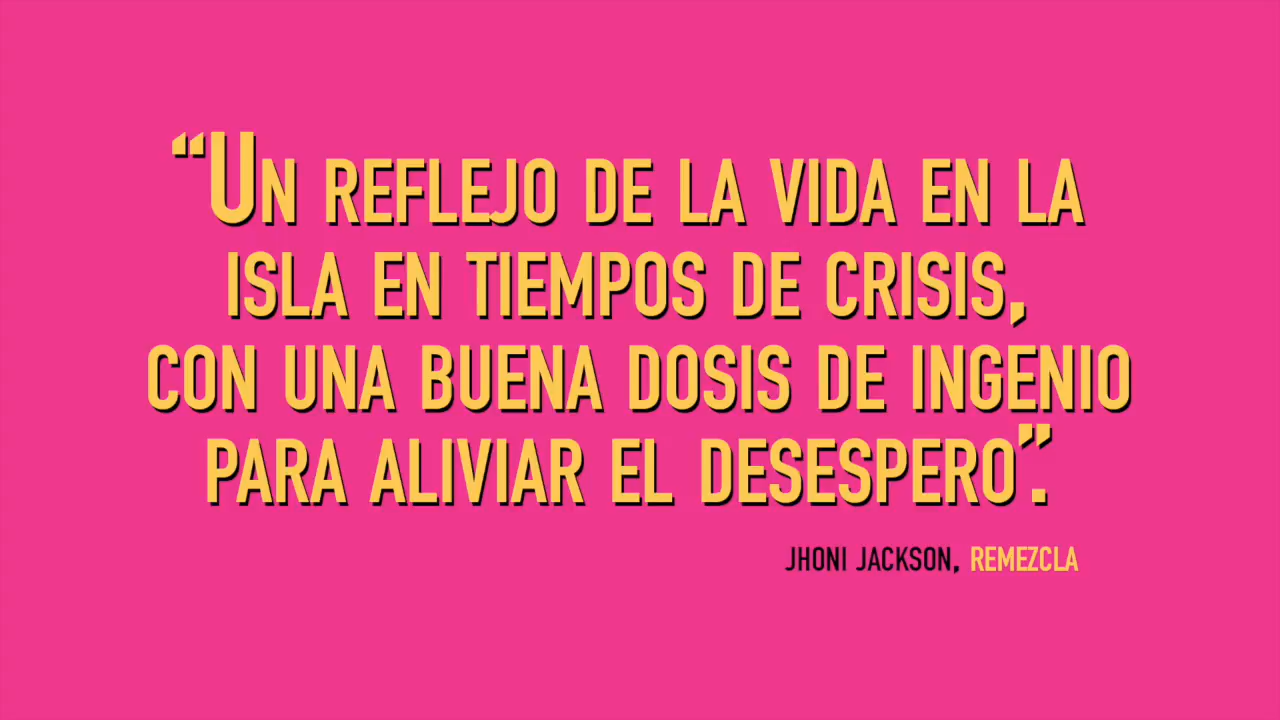 “Un reflejo de la vida en la
isla en tiempos de crisis,
con una buena dosis de ingenio
para aliviar el desespero”.
JHONI JACKSON, REMEZCLA